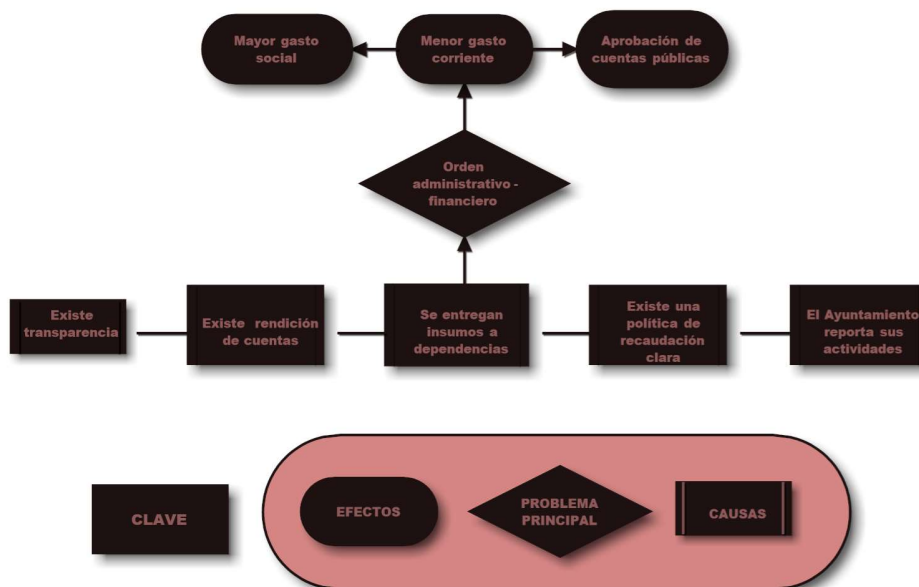 Mayor gasto
social
Menor gasto
corriente
Aprobación de
cuentas públicas
Orden
administrativo -
financiero
Existe
transparencia
Existe rendición
de cuentas
Se entregan
insumos a
dependencias
Existe una
política de
recaudación
clara
El Ayuntamiento
reporta sus
actividades
CLAVE
EFECTOS
PROBLEMA
PRINCIPAL
CAUSAS